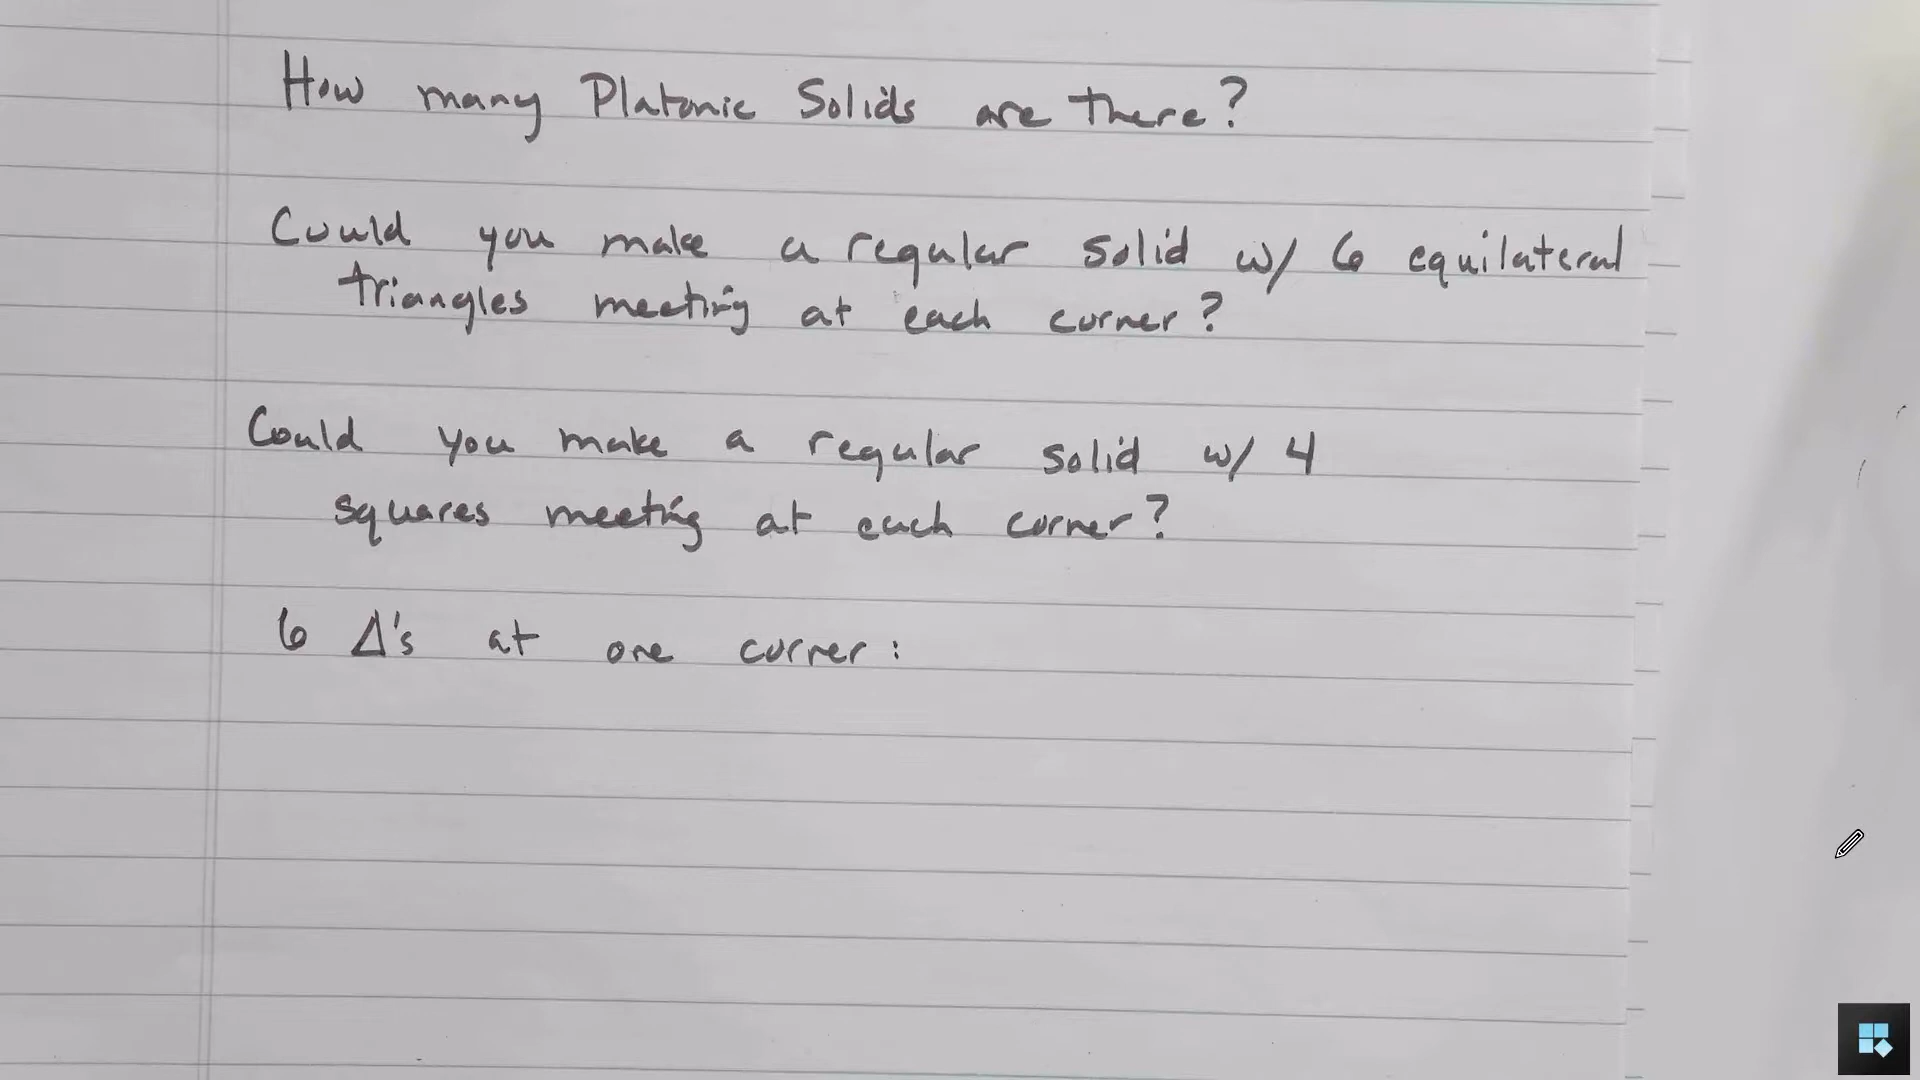 How many Platonic Solids are there?
Could you make a regular solid w/ 6 equilateral
triangles meeting at each corner?
Could you make a regular solid w/ 4
squares meeting at each corner?
6 Δ's at one corner: